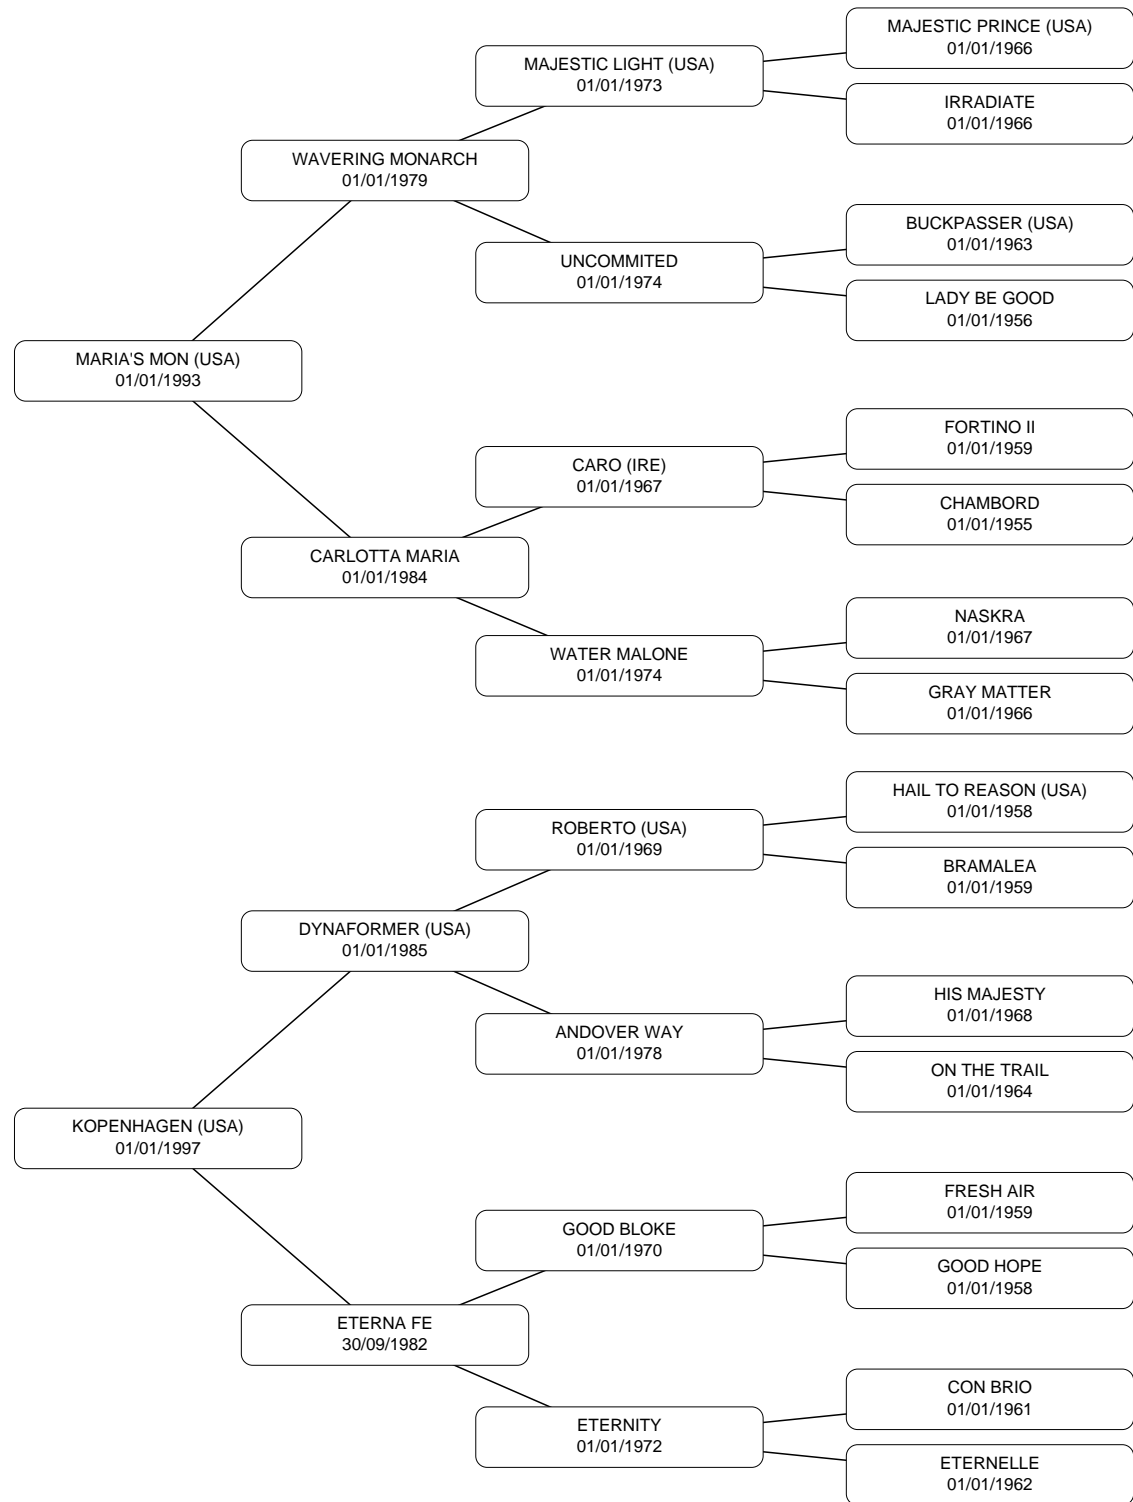 MAJESTIC PRINCE (USA)
01/01/1966
MAJESTIC LIGHT (USA)
01/01/1973
IRRADIATE
01/01/1966
WAVERING MONARCH
01/01/1979
BUCKPASSER (USA)
01/01/1963
UNCOMMITED
01/01/1974
LADY BE GOOD
01/01/1956
MARIA'S MON (USA)
01/01/1993
FORTINO II
01/01/1959
CARO (IRE)
01/01/1967
CHAMBORD
01/01/1955
CARLOTTA MARIA
01/01/1984
NASKRA
01/01/1967
WATER MALONE
01/01/1974
GRAY MATTER
01/01/1966
HAIL TO REASON (USA)
01/01/1958
ROBERTO (USA)
01/01/1969
BRAMALEA
01/01/1959
DYNAFORMER (USA)
01/01/1985
HIS MAJESTY
01/01/1968
ANDOVER WAY
01/01/1978
ON THE TRAIL
01/01/1964
KOPENHAGEN (USA)
01/01/1997
FRESH AIR
01/01/1959
GOOD BLOKE
01/01/1970
GOOD HOPE
01/01/1958
ETERNA FE
30/09/1982
CON BRIO
01/01/1961
ETERNITY
01/01/1972
ETERNELLE
01/01/1962